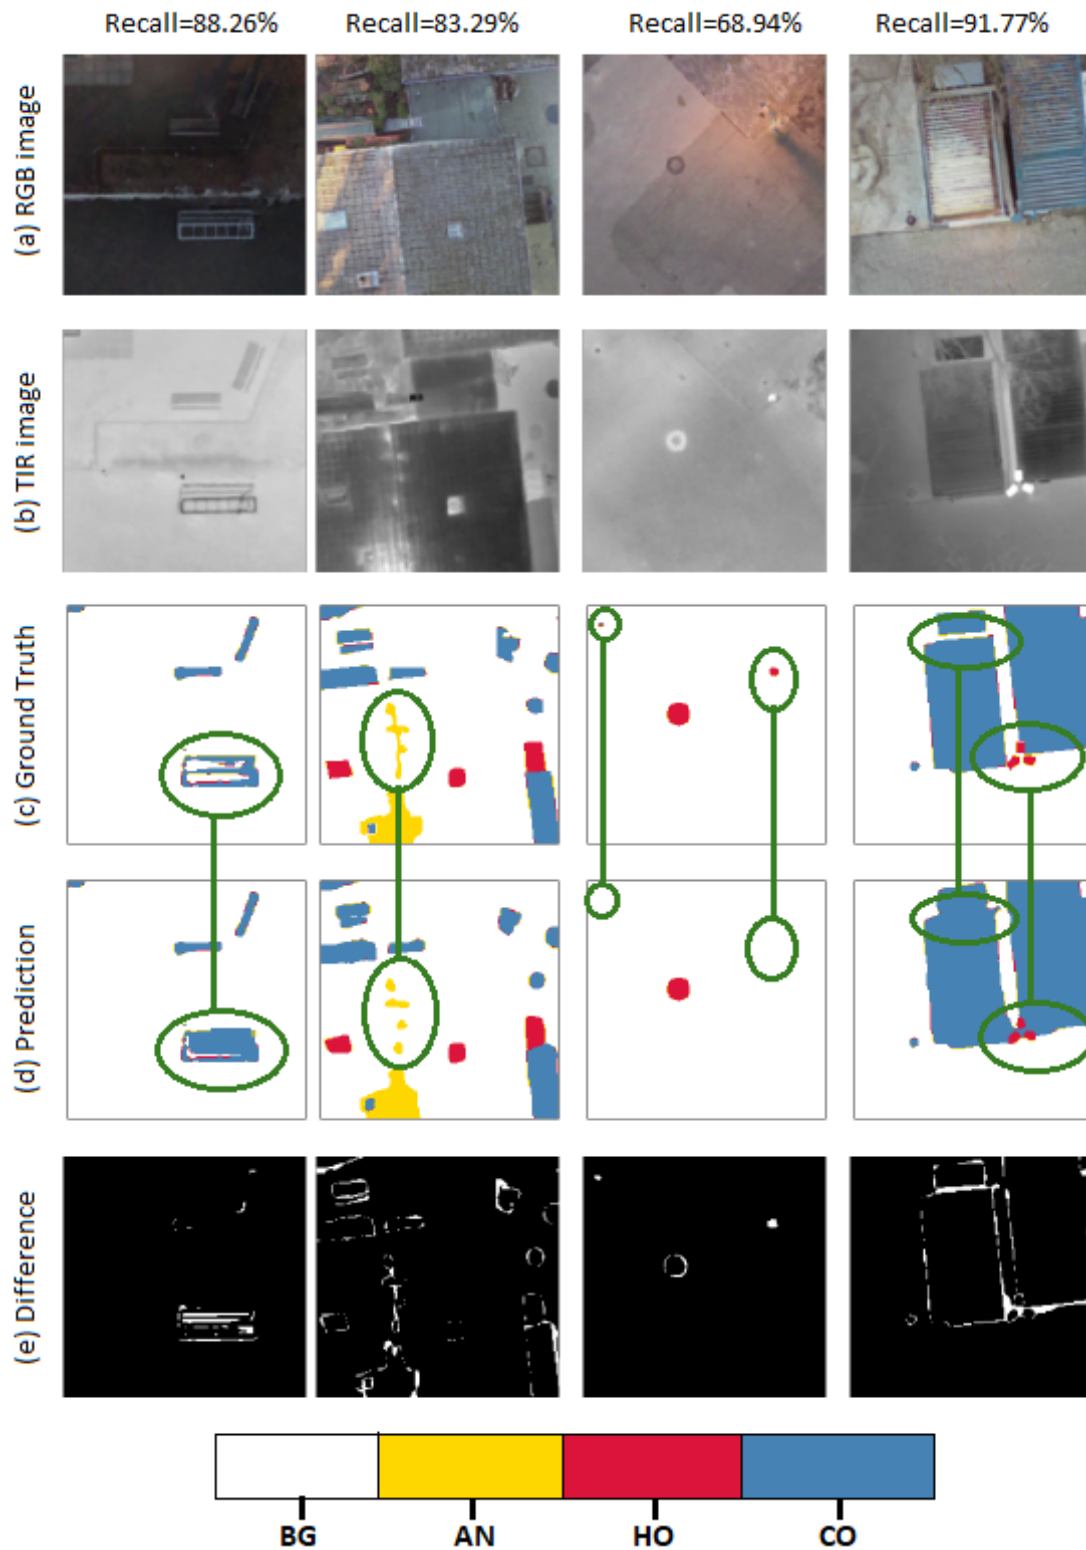 Recall=88.26% Recall=83.29% Recall=68.94% Recall=91.77%
(a) RGB image
(b) TIR image
(c) Ground Truth
(d) Prediction
(e) Difference
BG AN HO CO